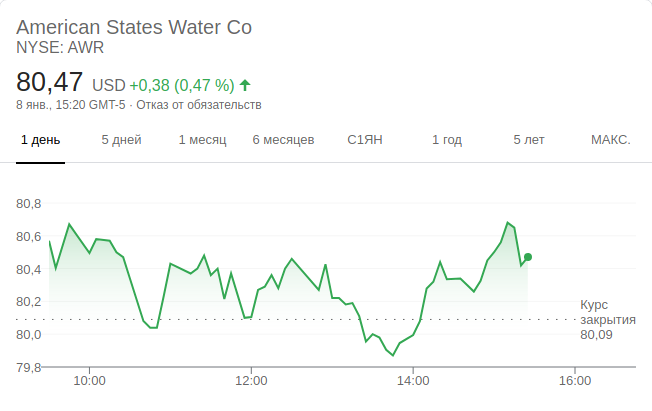 American States Water Co
NYSE: AWR
80,47 USD +0,38 (0,47 %)
8 янв., 15:20 GMT-5 · Отказ от обязательств
1 день 5 дней 1 месяц 6 месяцев С1ЯН 1 год 5 лет МАКС.
80,8
80,6
80,4
80,2
80,0
79,8
Курс
закрытия
80,09
10:00 12:00 14:00 16:00